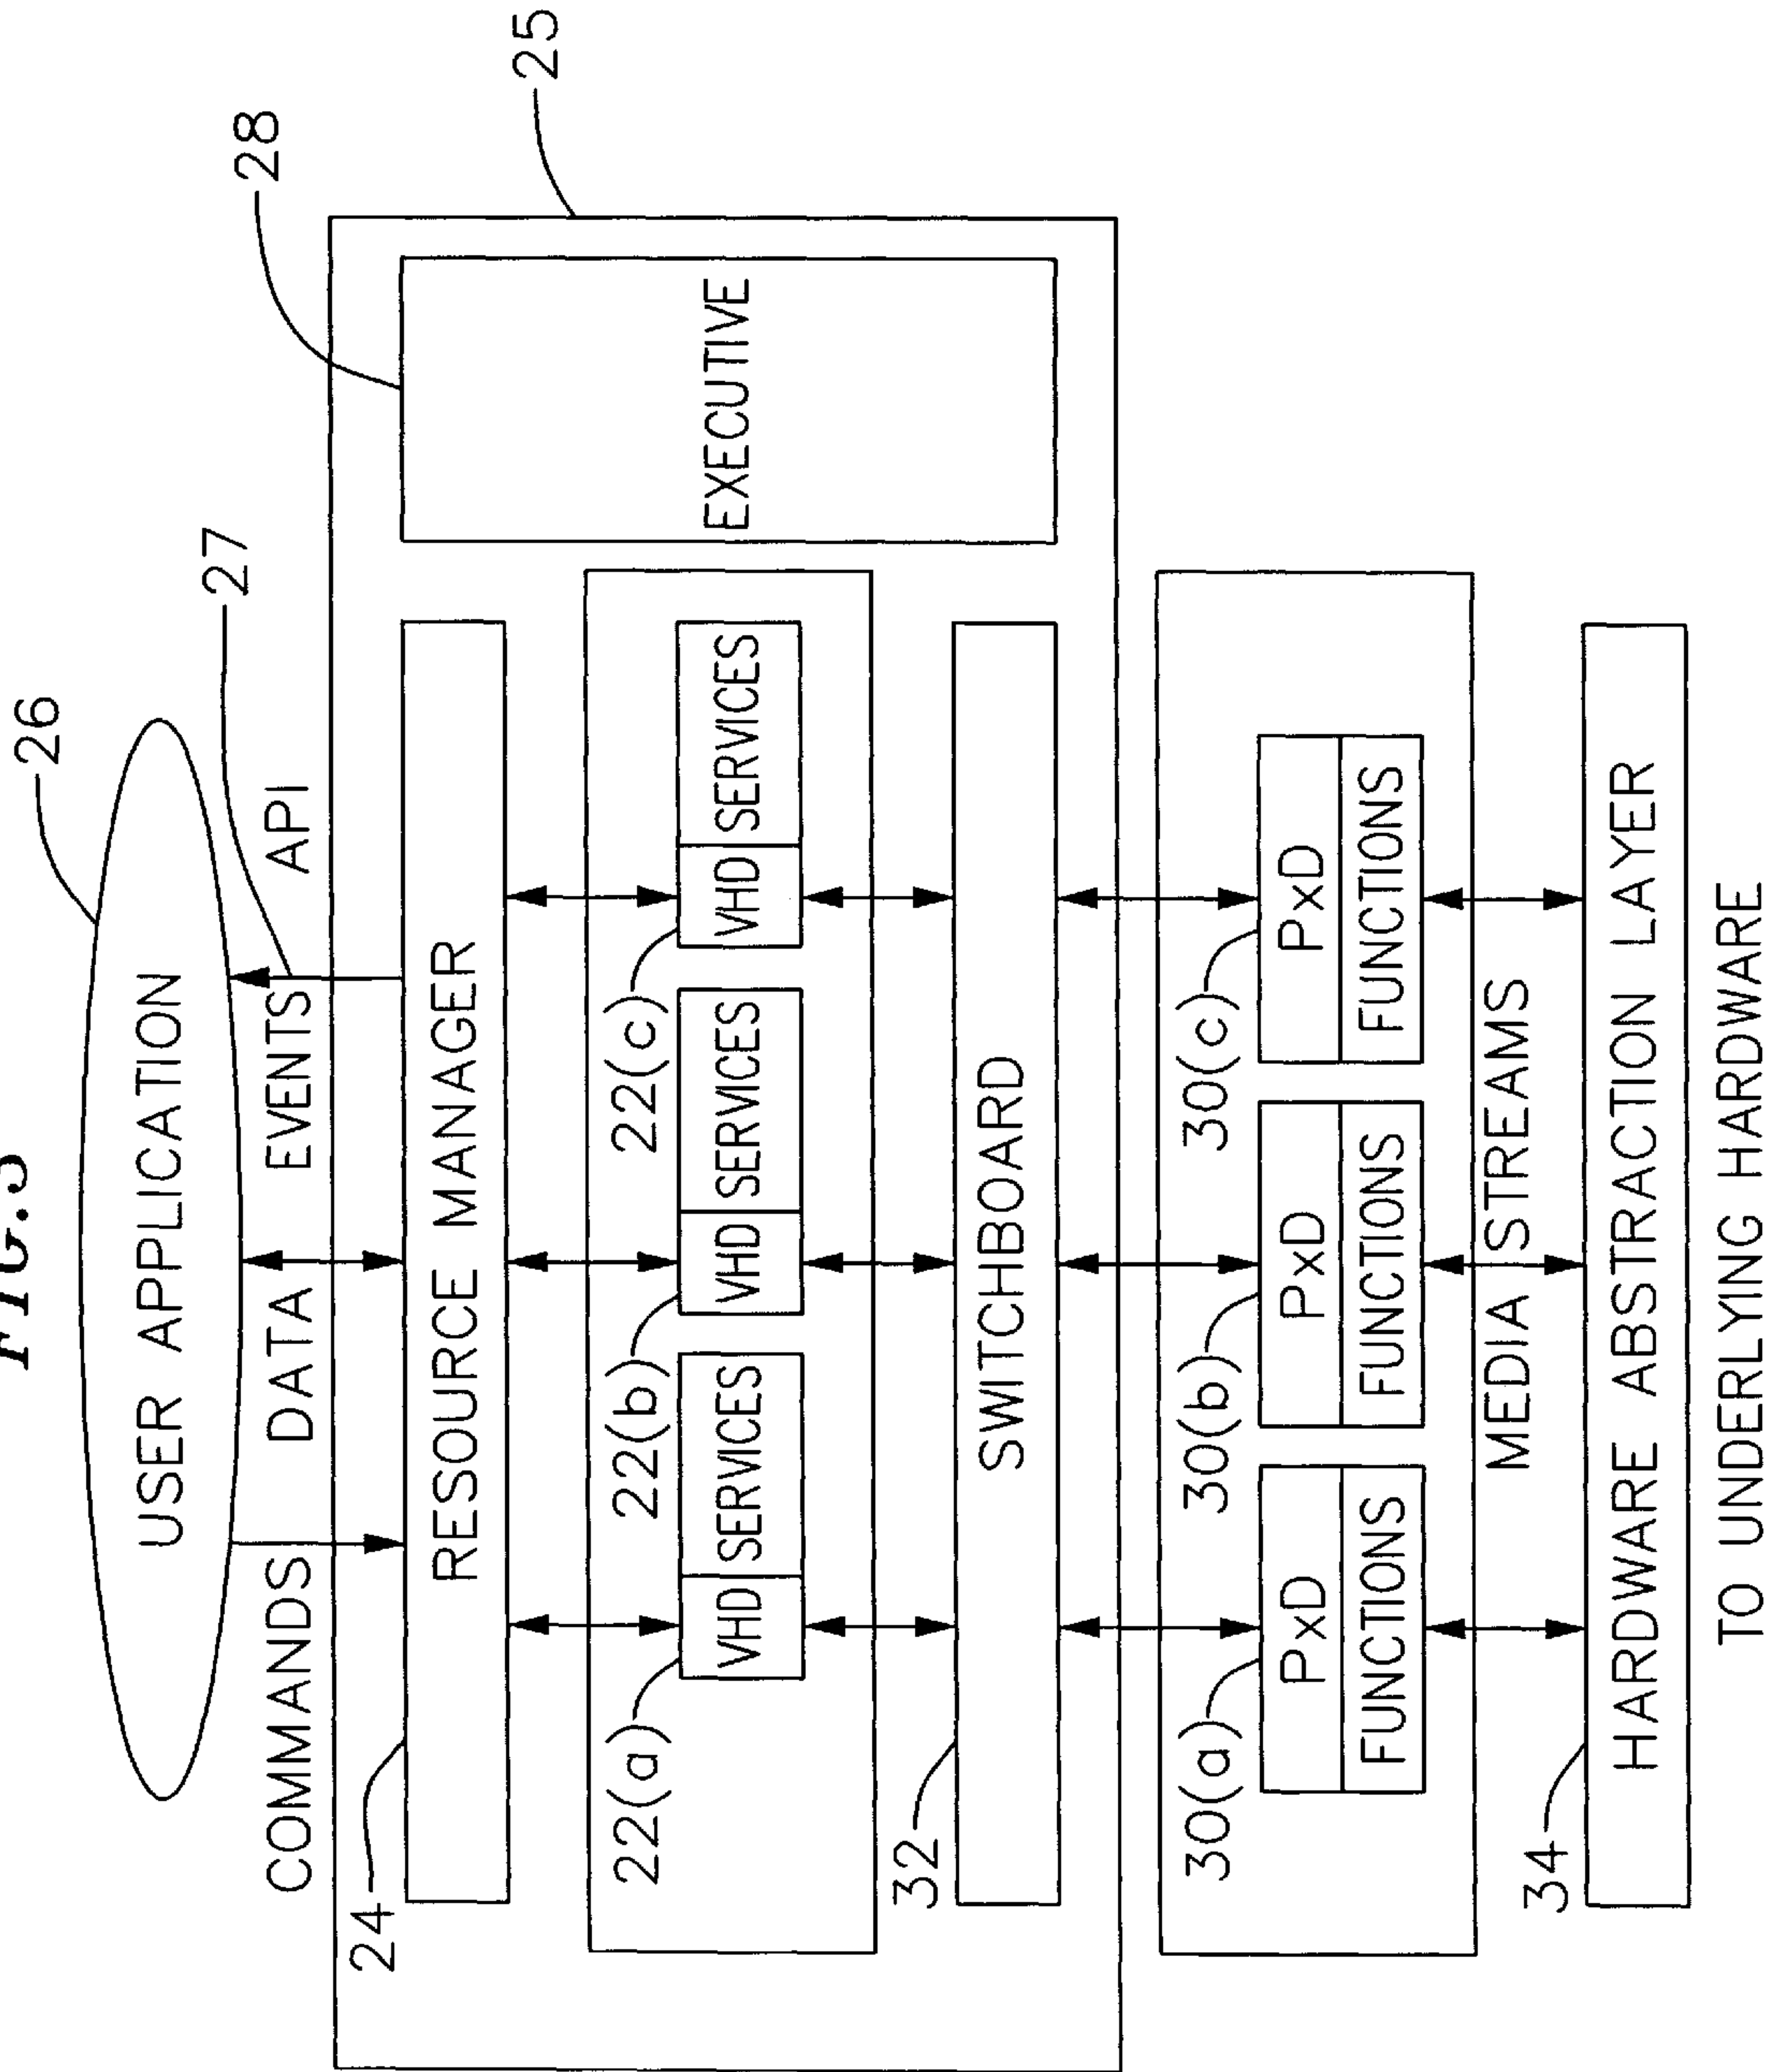 FIG.3
26
USER APPLICATION
27
COMMANDS
DATA
EVENTS
API
28
25
24
RESOURCE MANAGER
EXECUTIVE
22(a)
22(b)
22(c)
VHD SERVICES
VHD SERVICES
VHD SERVICES
32
SWITCHBOARD
30(a)
30(b)
30(c)
PxD
PxD
PxD
FUNCTIONS
FUNCTIONS
FUNCTIONS
MEDIA STREAMS
34
HARDWARE ABSTRACTION LAYER
TO UNDERLYING HARDWARE